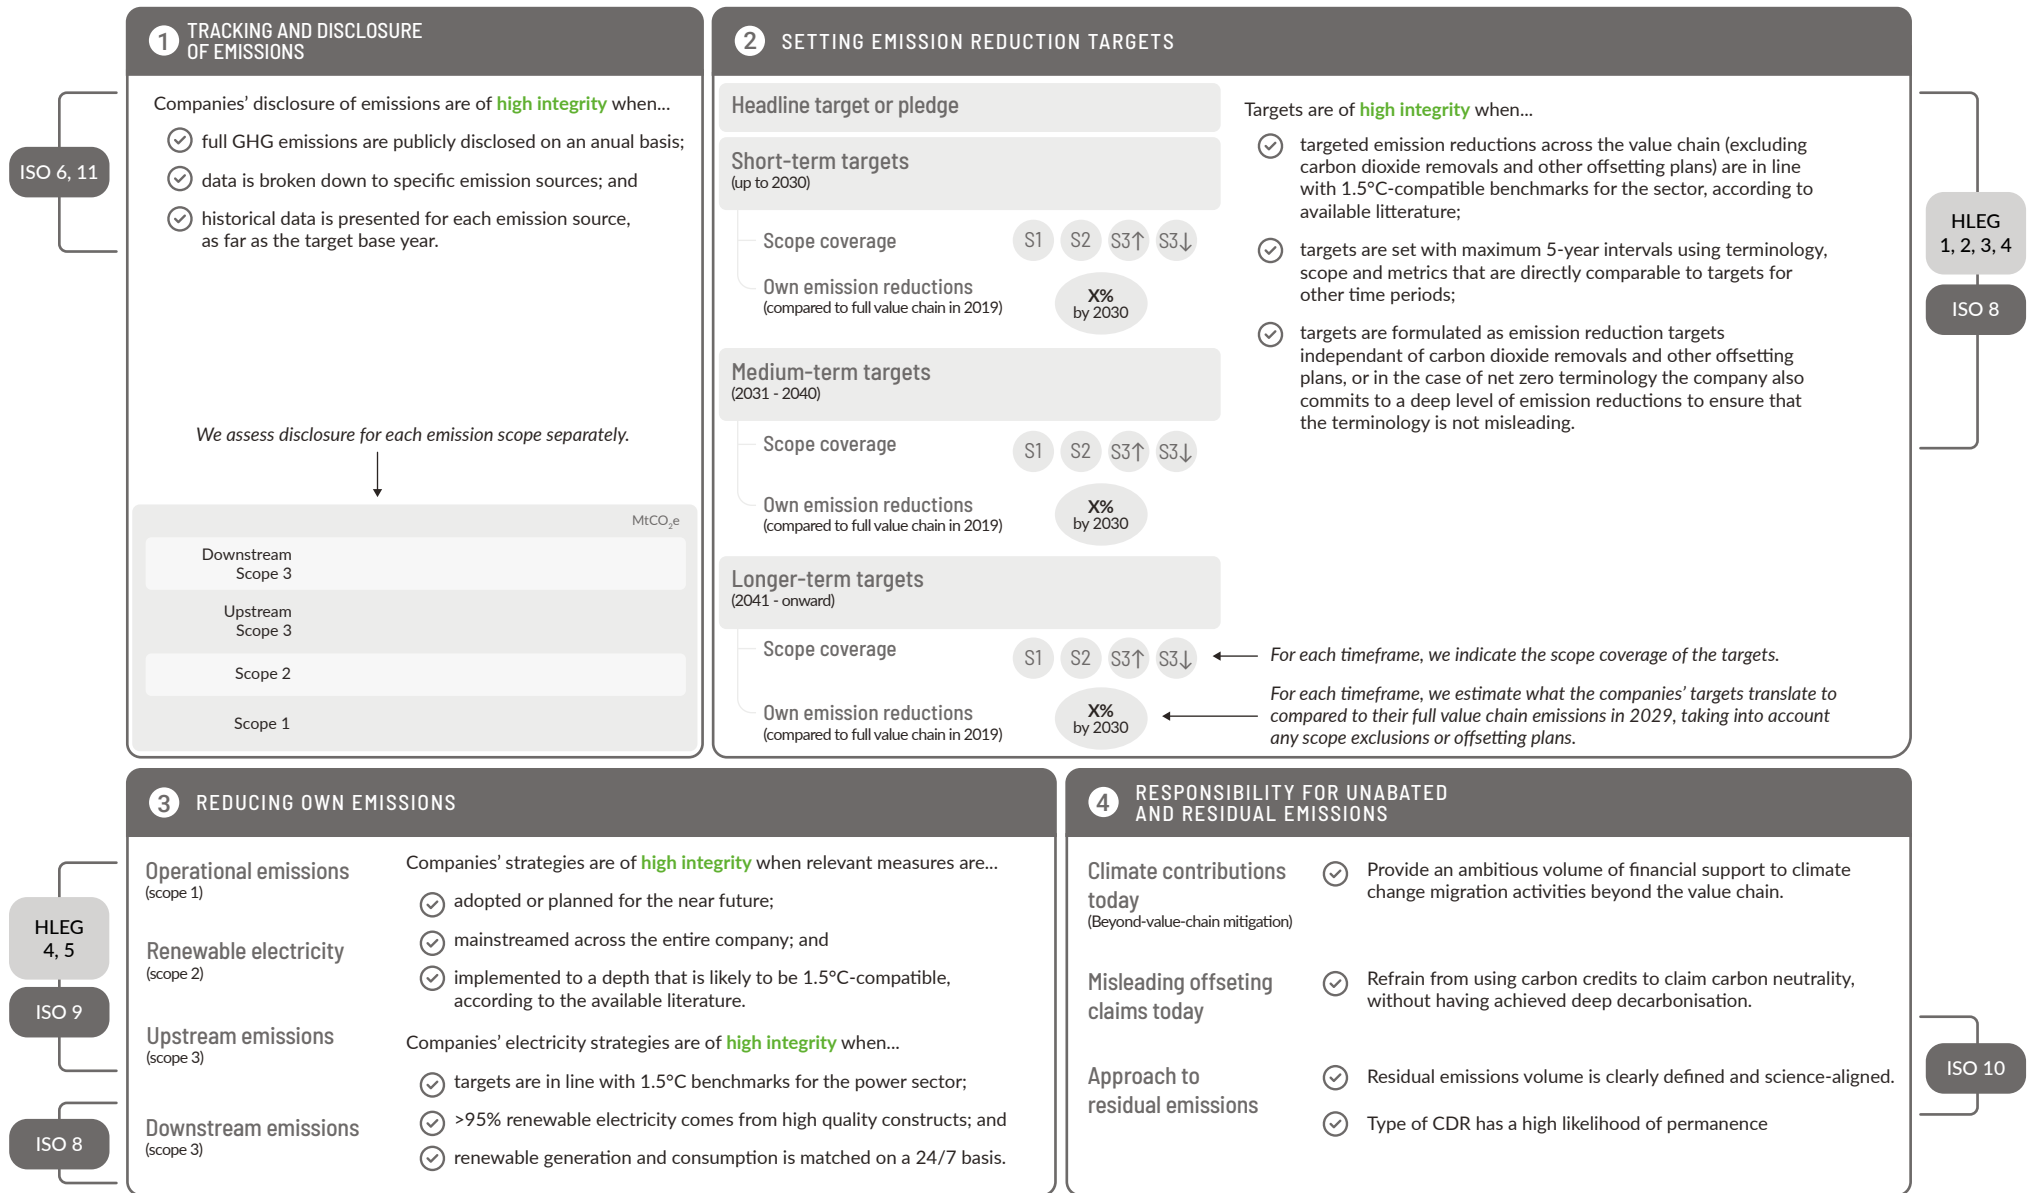 1
TRACKING AND DISCLOSURE
OF EMISSIONS
Companies’ disclosure of emissions are of high integrity when...
full GHG emissions are publicly disclosed on an anual basis;
data is broken down to specific emission sources; and
historical data is presented for each emission source,
as far as the target base year.
ISO 6, 11
We assess disclosure for each emission scope separately.
MtCO₂e
Downstream
Scope 3
Upstream
Scope 3
Scope 2
Scope 1
2 SETTING EMISSION REDUCTION TARGETS
Headline target or pledge
Short-term targets
(up to 2030)
Scope coverage S1 S2 S3↑ S3↓
Own emission reductions
(compared to full value chain in 2019)
X%
by 2030
Medium-term targets
(2031 - 2040)
Scope coverage S1 S2 S3↑ S3↓
Own emission reductions
(compared to full value chain in 2019)
X%
by 2030
Longer-term targets
(2041 - onward)
Scope coverage S1 S2 S3↑ S3↓
Own emission reductions
(compared to full value chain in 2019)
X%
by 2030
Targets are of high integrity when...
targeted emission reductions across the value chain (excluding
carbon dioxide removals and other offsetting plans) are in line
with 1.5°C-compatible benchmarks for the sector, according to
available litterature;
targets are set with maximum 5-year intervals using terminology,
scope and metrics that are directly comparable to targets for
other time periods;
targets are formulated as emission reduction targets
independant of carbon dioxide removals and other offsetting
plans, or in the case of net zero terminology the company also
commits to a deep level of emission reductions to ensure that
the terminology is not misleading.
For each timeframe, we indicate the scope coverage of the targets.
For each timeframe, we estimate what the companies’ targets translate to
compared to their full value chain emissions in 2029, taking into account
any scope exclusions or offsetting plans.
HLEG
1, 2, 3, 4
ISO 8
3 REDUCING OWN EMISSIONS
HLEG
4, 5
ISO 9
ISO 8
Operational emissions
(scope 1)
Renewable electricity
(scope 2)
Upstream emissions
(scope 3)
Downstream emissions
(scope 3)
Companies’ strategies are of high integrity when relevant measures are...
adopted or planned for the near future;
mainstreamed across the entire company; and
implemented to a depth that is likely to be 1.5°C-compatible,
according to the available literature.
Companies’ electricity strategies are of high integrity when...
targets are in line with 1.5°C benchmarks for the power sector;
>95% renewable electricity comes from high quality constructs; and
renewable generation and consumption is matched on a 24/7 basis.
4
RESPONSIBILITY FOR UNABATED
AND RESIDUAL EMISSIONS
Climate contributions
today
(Beyond-value-chain mitigation)
Provide an ambitious volume of financial support to climate
change migration activities beyond the value chain.
Misleading offseting
claims today
Refrain from using carbon credits to claim carbon neutrality,
without having achieved deep decarbonisation.
Approach to
residual emissions
Residual emissions volume is clearly defined and science-aligned.
Type of CDR has a high likelihood of permanence
ISO 10